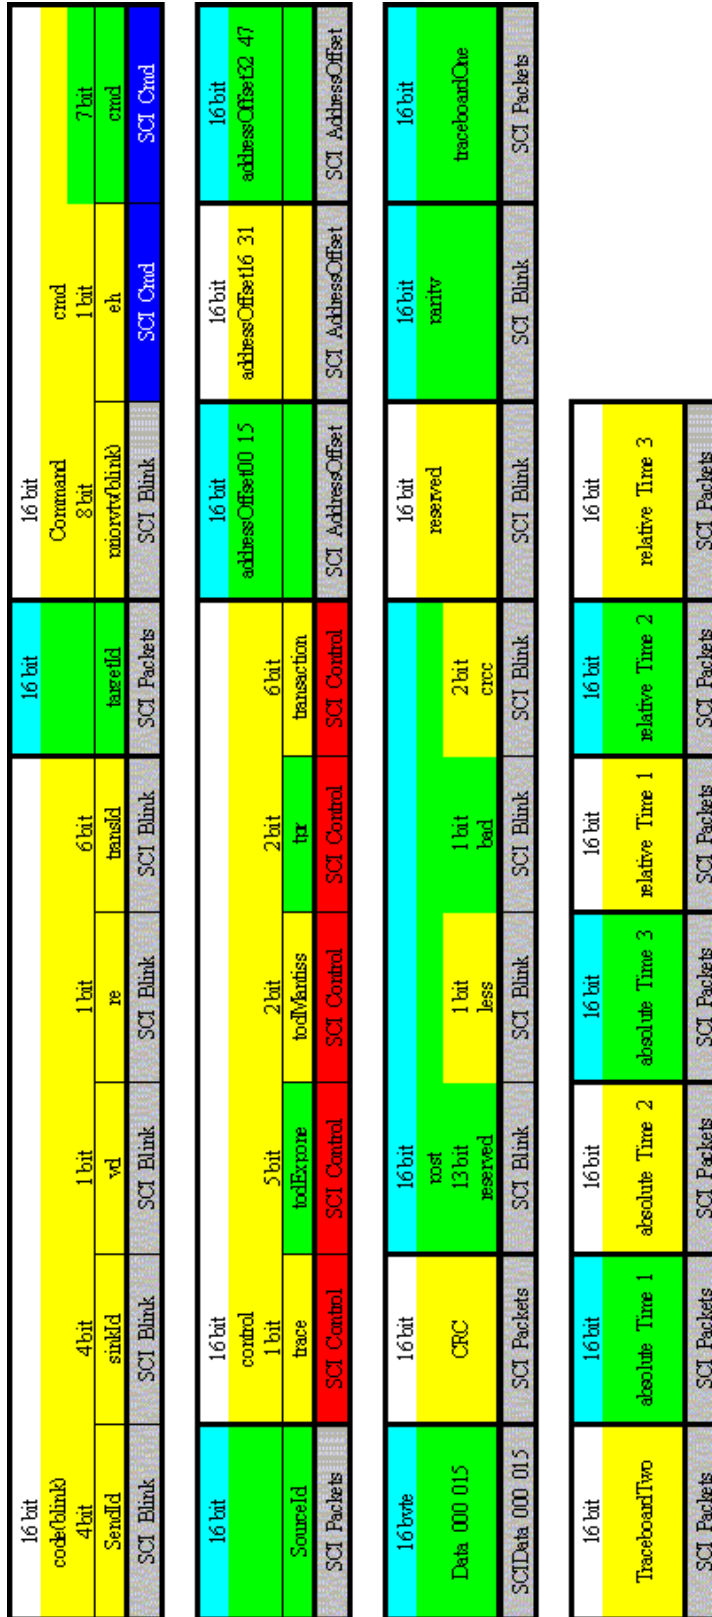 16 bit 16 bit 16 bit
code(blink) Command cmd
4bit 4bit 1 bit 1 bit 6 bit 8 bit 1 bit 7 bit
SendId sinkId vd re transId targetId priority(blink) eh cmd
SCI Blink SCI Blink SCI Blink SCI Blink SCI Blink SCI Packets SCI Blink SCI Cmd SCI Cmd
16 bit 16 bit 16 bit 16 bit 16 bit
control addressOffset00 15 addressOffset16 31 addressOffset32 47
1 bit 5 bit 2 bit 2 bit 6 bit
SourceId trace todExpone todMantiss tpr transaction
SCI Packets SCI Control SCI Control SCI Control SCI Control SCI Control SCI AddressOffset SCI AddressOffset SCI AddressOffset
16 byte 16 bit 16 bit 16 bit 16 bit 16 bit
post reserved parity
Data 000 015 CRC 13 bit 1 bit 1 bit 2 bit traceboardOne
reserved less bad crcc
SCIData 000 015 SCI Packets SCI Blink SCI Blink SCI Blink SCI Blink SCI Blink SCI Blink SCI Packets
16 bit 16 bit 16 bit 16 bit 16 bit 16 bit 16 bit
TraceboardTwo absolute Time 1 absolute Time 2 absolute Time 3 relative Time 1 relative Time 2 relative Time 3
SCI Packets SCI Packets SCI Packets SCI Packets SCI Packets SCI Packets SCI Packets